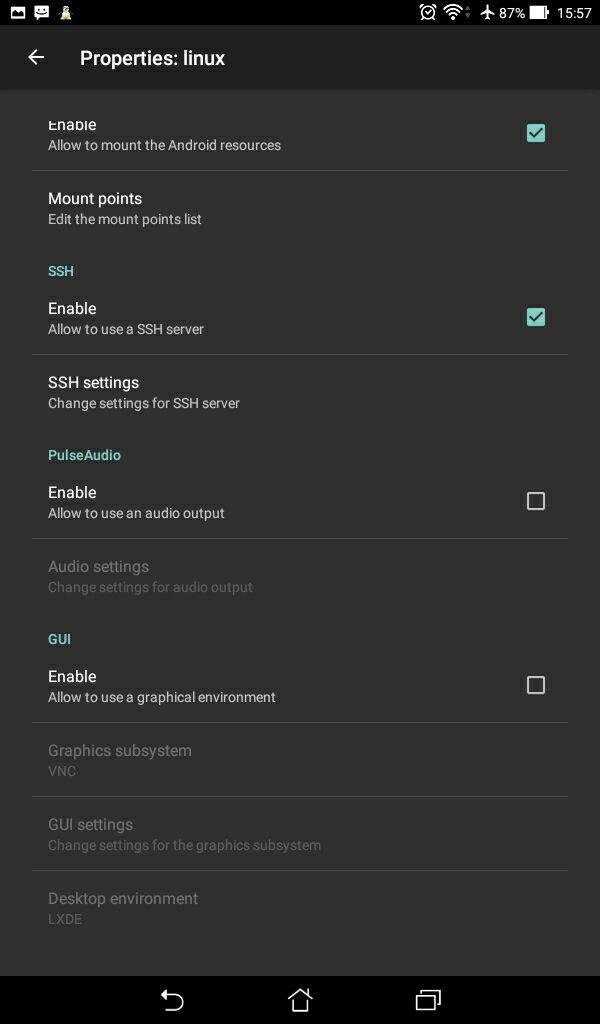 87% 15:57
Properties: linux
Enable
Allow to mount the Android resources
Mount points
Edit the mount points list
SSH
Enable
Allow to use a SSH server
SSH settings
Change settings for SSH server
PulseAudio
Enable
Allow to use an audio output
Audio settings
Change settings for audio output
GUI
Enable
Allow to use a graphical environment
Graphics subsystem
VNC
GUI settings
Change settings for the graphics subsystem
Desktop environment
LXDE